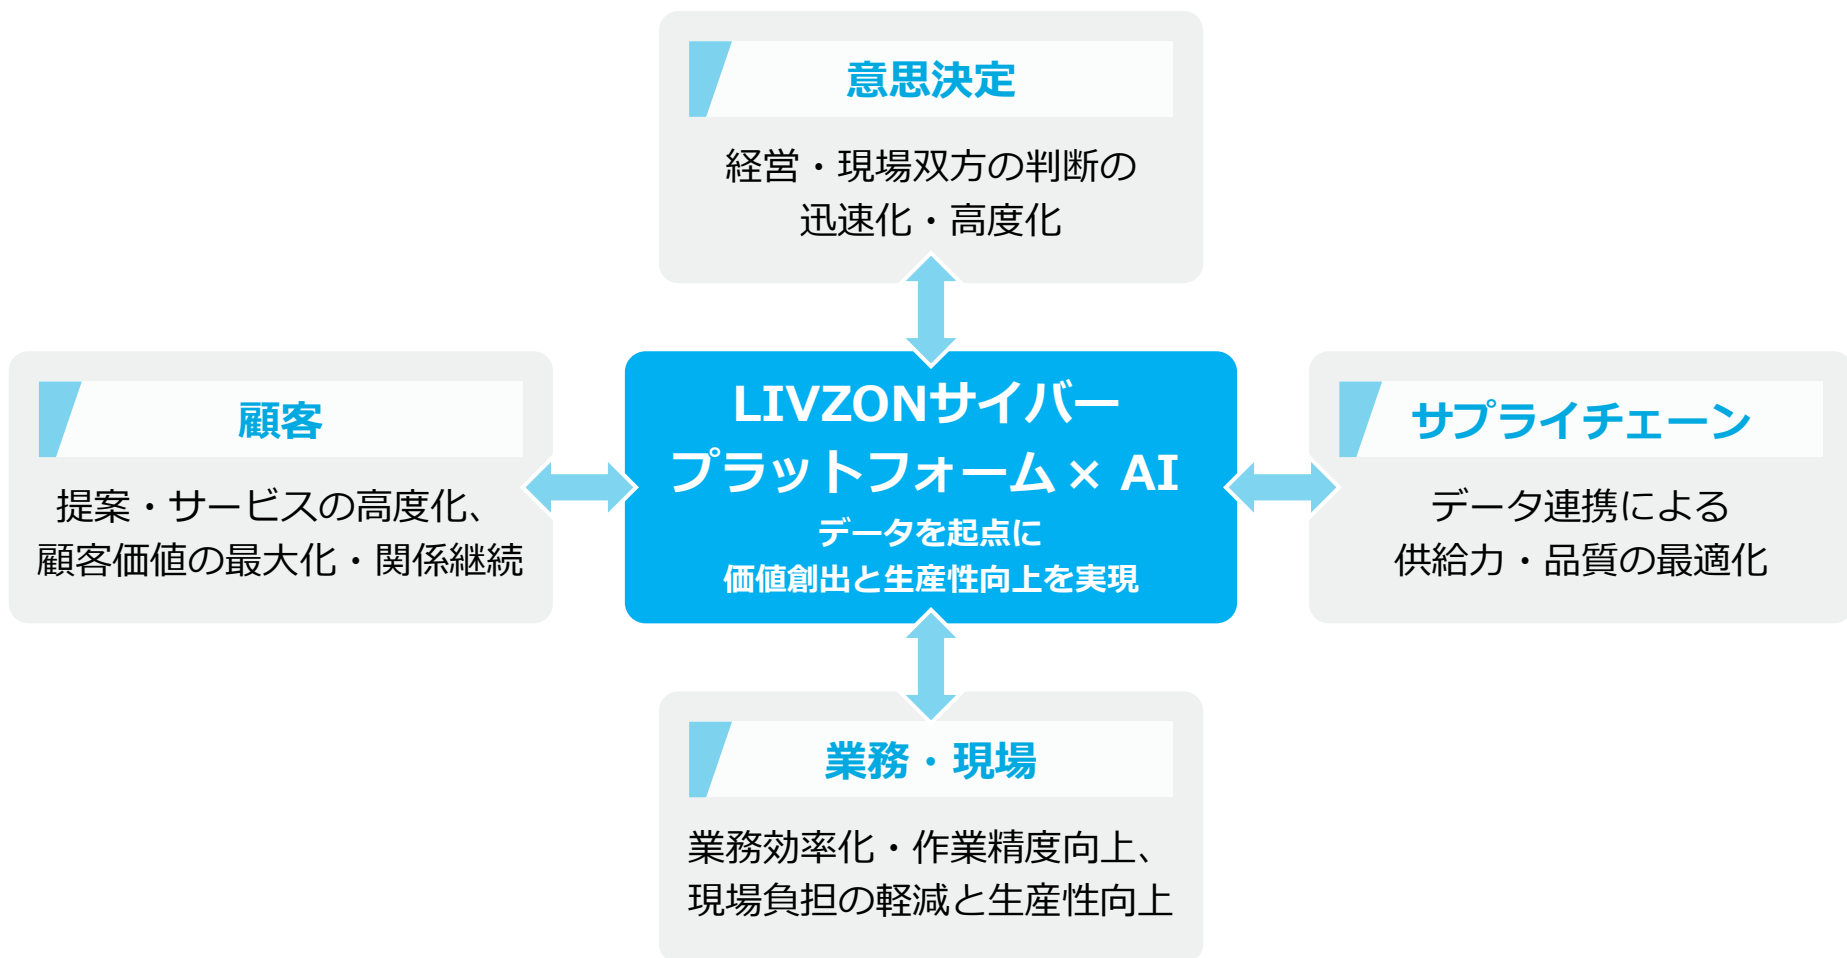 意思決定
経営・現場双方の判断の
迅速化・高度化
顧客
提案・サービスの高度化、
顧客価値の最大化・関係継続
LIVZONサイバー
プラットフォーム × AI
データを起点に
価値創出と生産性向上を実現
サプライチェーン
データ連携による
供給力・品質の最適化
業務・現場
業務効率化・作業精度向上、
現場負担の軽減と生産性向上